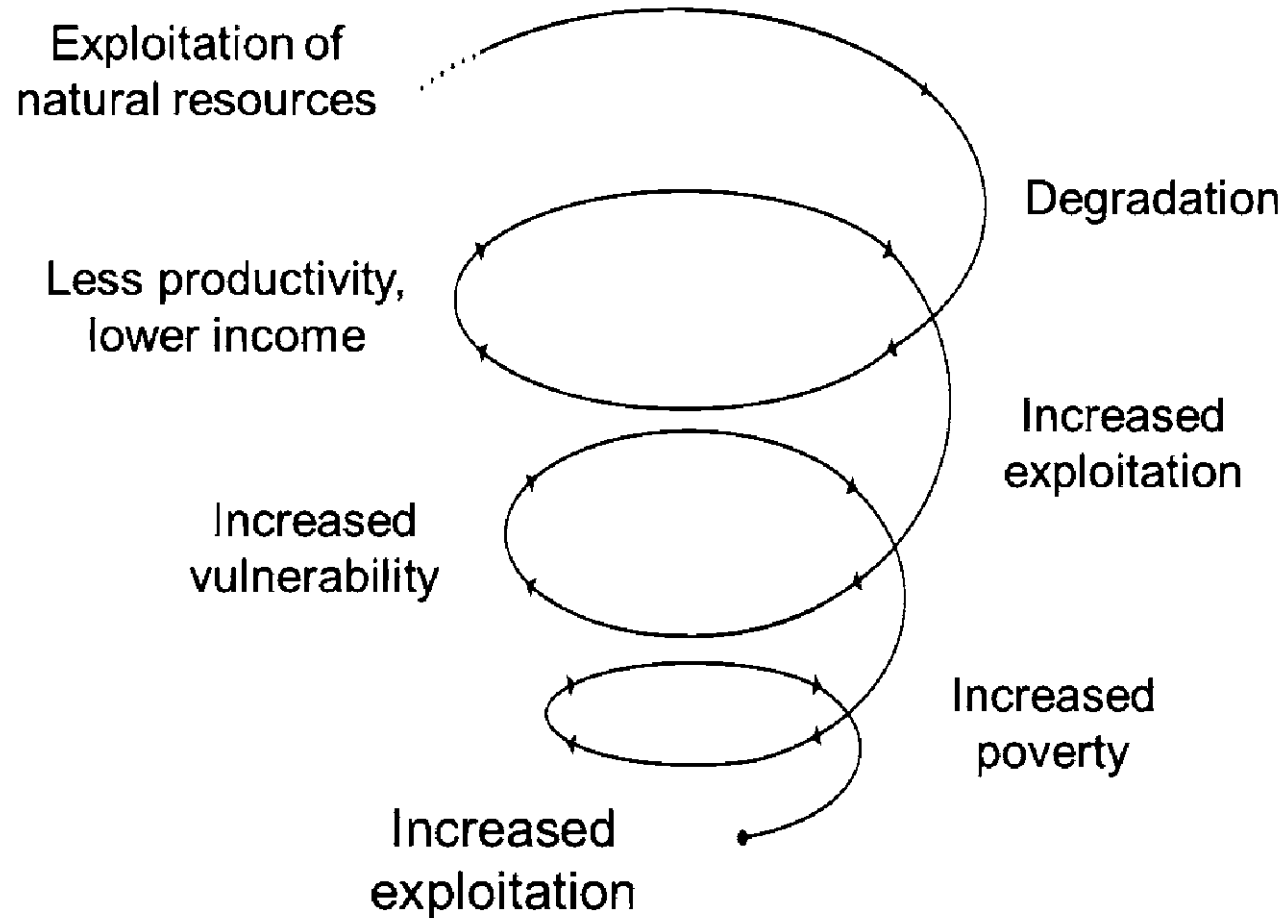 Exploitation of
natural resources
Degradation
Less productivity,
lower income
Increased
exploitation
Increased
vulnerability
Increased
poverty
Increased
exploitation